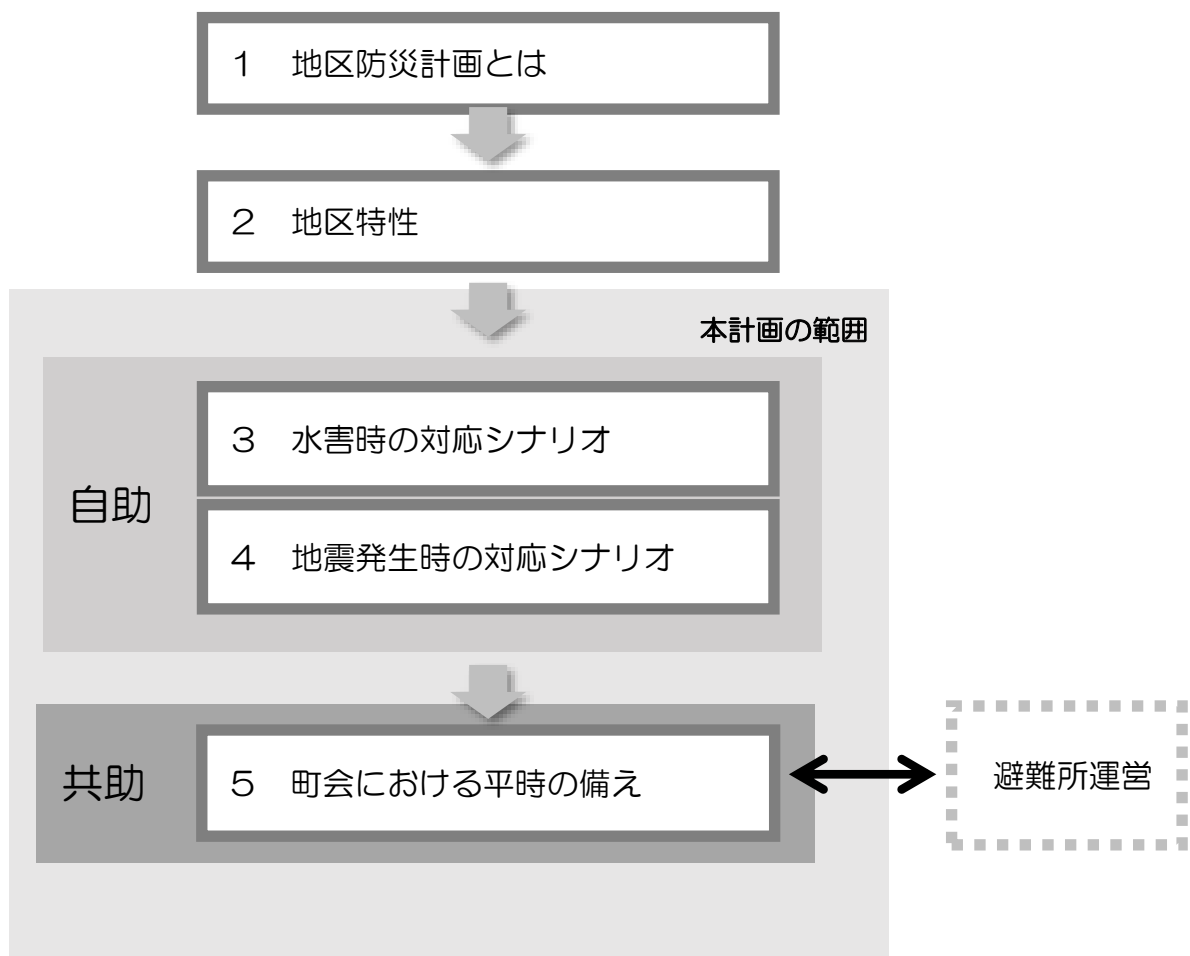 １　地区防災計画とは
２　地区特性
本計画の範囲
自助
３　水害時の対応シナリオ
４　地震発生時の対応シナリオ
共助
５　町会における平時の備え
避難所運営